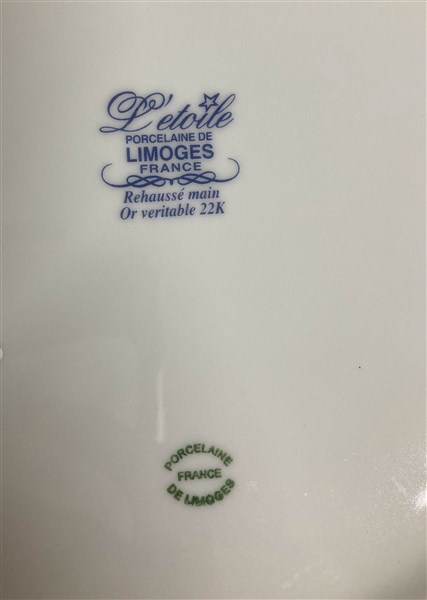 L'etoile
PORCELAINE DE
LIMOGES
FRANCE
Rehaussé main
Or veritable 22K
PORCELAINE
FRANCE
DE LIMOGES